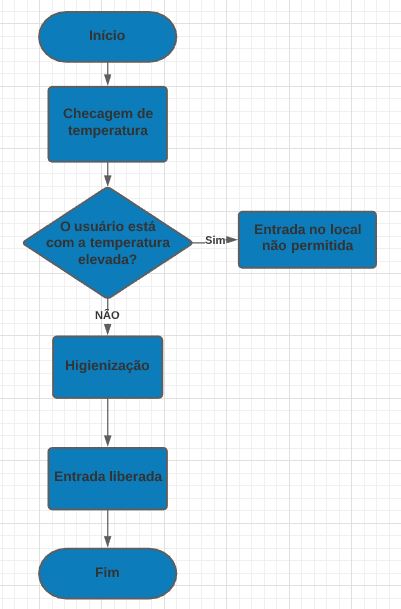 Início
Checagem de
temperatura
O usuário está
com a temperatura
elevada?
Sim
Entrada no local
não permitida
NÃO
Higienização
Entrada liberada
Fim